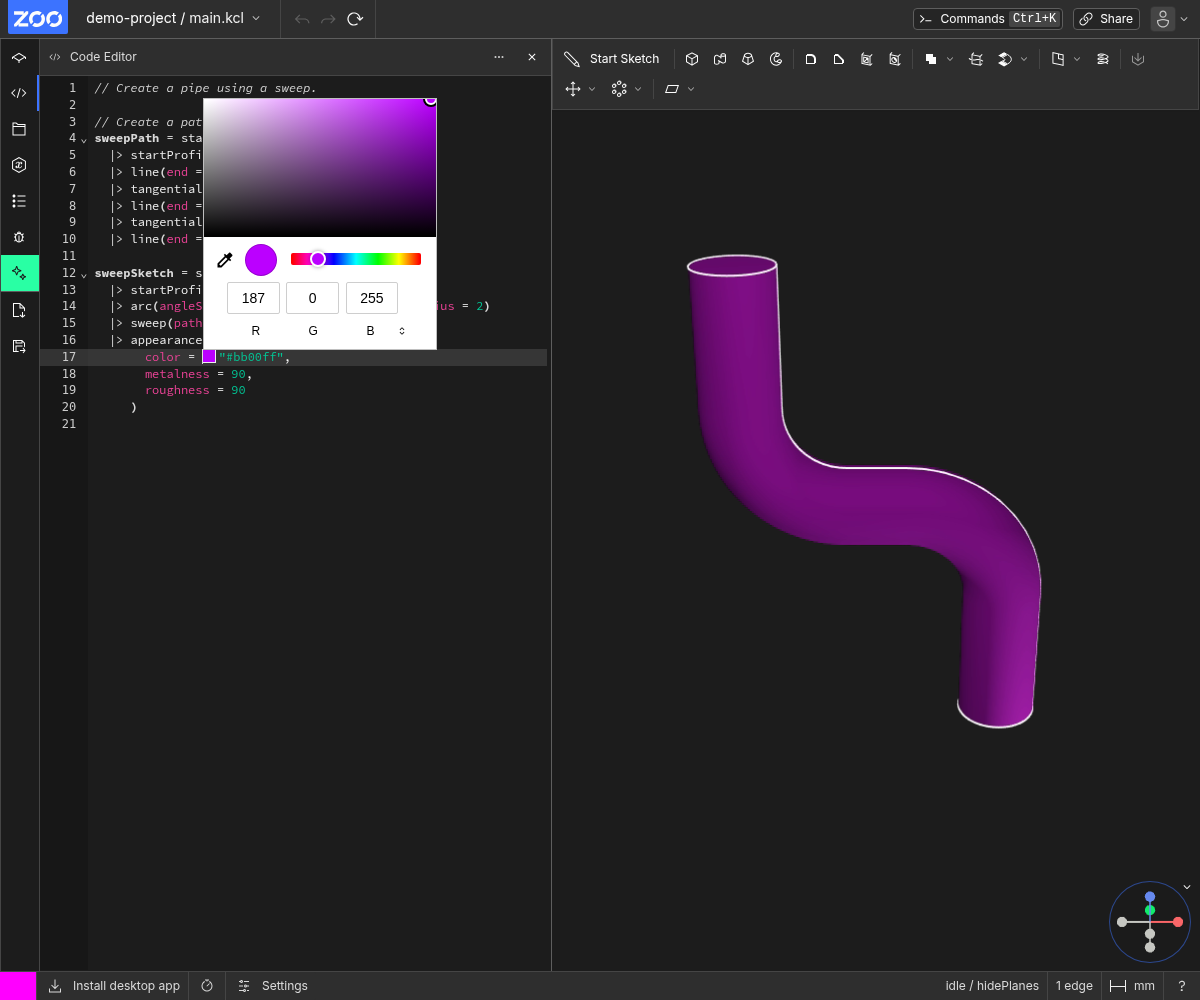 ZOO demo-project / main.kcl Commands Ctrl+K Share
Code Editor
Start Sketch
1 // Create a pipe using a sweep.
2
3 // Create a pat
4 sweepPath = sta
5 |> startProfi
6 |> line(end =
7 |> tangential
8 |> line(end =
9 |> tangential
10 |> line(end =
11
12 sweepSketch = s
13 |> startProfi
14 |> arc(angleS ius = 2)
15 |> sweep(path
16 |> appearance
17 color = "#bb00ff",
18 metalness = 90,
19 roughness = 90
20 )
21
187 0 255
R G B
Install desktop app Settings idle / hidePlanes 1 edge mm ?